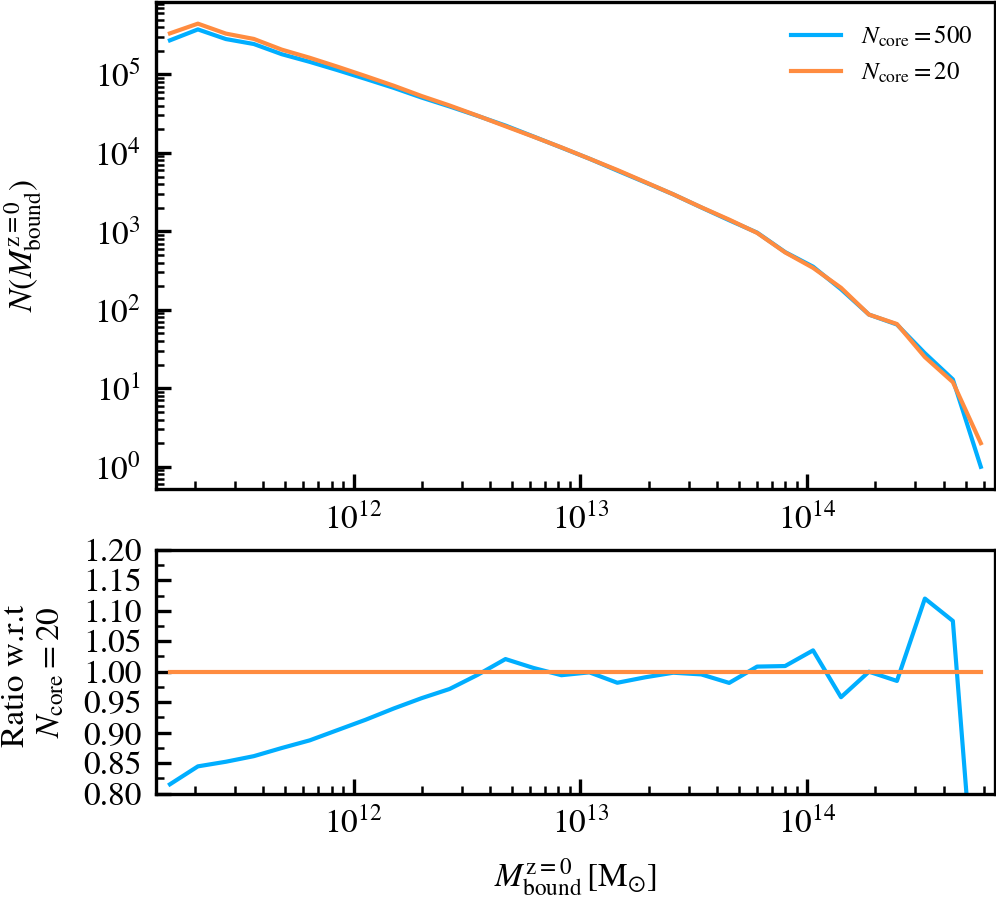 N_core = 500
N_core = 20
10^5
10^4
10^3
10^2
10^1
10^0
N(M_bound^z=0)
10^12 10^13 10^14
1.20
1.15
1.10
1.05
1.00
0.95
0.90
0.85
0.80
Ratio w.r.t
N_core = 20
10^12 10^13 10^14
M_bound^z=0 [M_⊙]